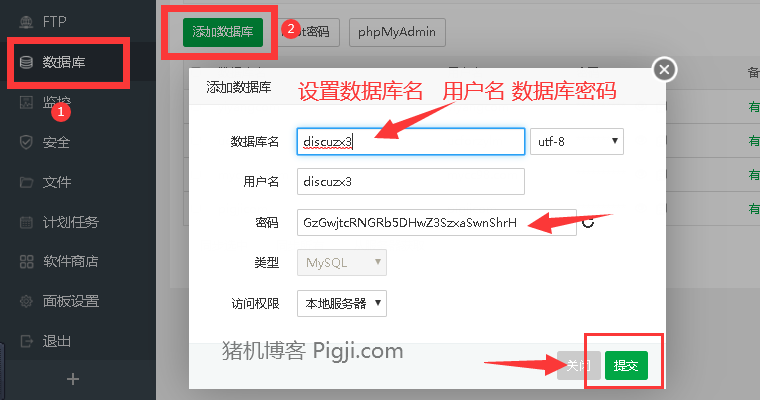 FTP
数据库
1
监控
安全
文件
计划任务
软件商店
面板设置
退出
添加数据库
2
root密码
phpMyAdmin
添加数据库
设置数据库名 用户名 数据库密码
数据库名 discuzx3 utf-8
用户名 discuzx3
密码 GzGwjtcRNGRb5DHwZ3SzxaSwnShrH
类型 MySQL
访问权限 本地服务器
猪机博客 Pigji.com
关闭 提交
备
有
有
有